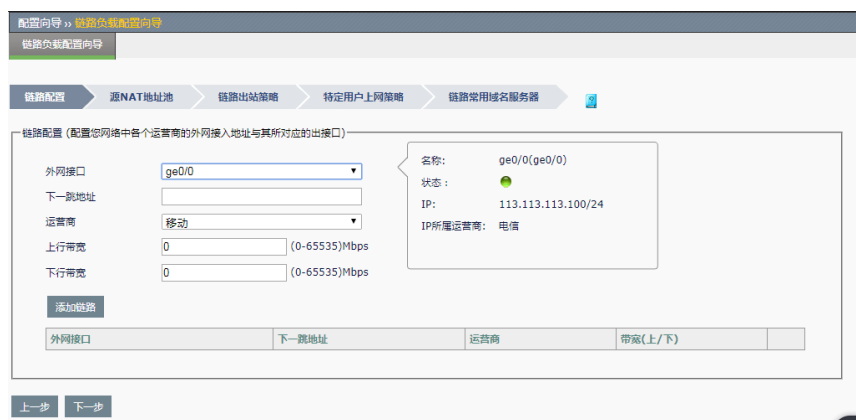 配置向导 » 链路负载配置向导
链路负载配置向导
链路配置 源NAT地址池 链路出站策略 特定用户上网策略 链路常用域名服务器
链路配置 (配置您网络中各个运营商的外网接入地址与其所对应的出接口)
外网接口 ge0/0
下一跳地址
运营商 移动
上行带宽 0 (0-65535)Mbps
下行带宽 0 (0-65535)Mbps
名称: ge0/0(ge0/0)
状态 :
IP: 113.113.113.100/24
IP所属运营商: 电信
添加链路
外网接口 下一跳地址 运营商 带宽(上/下)
上一步 下一步